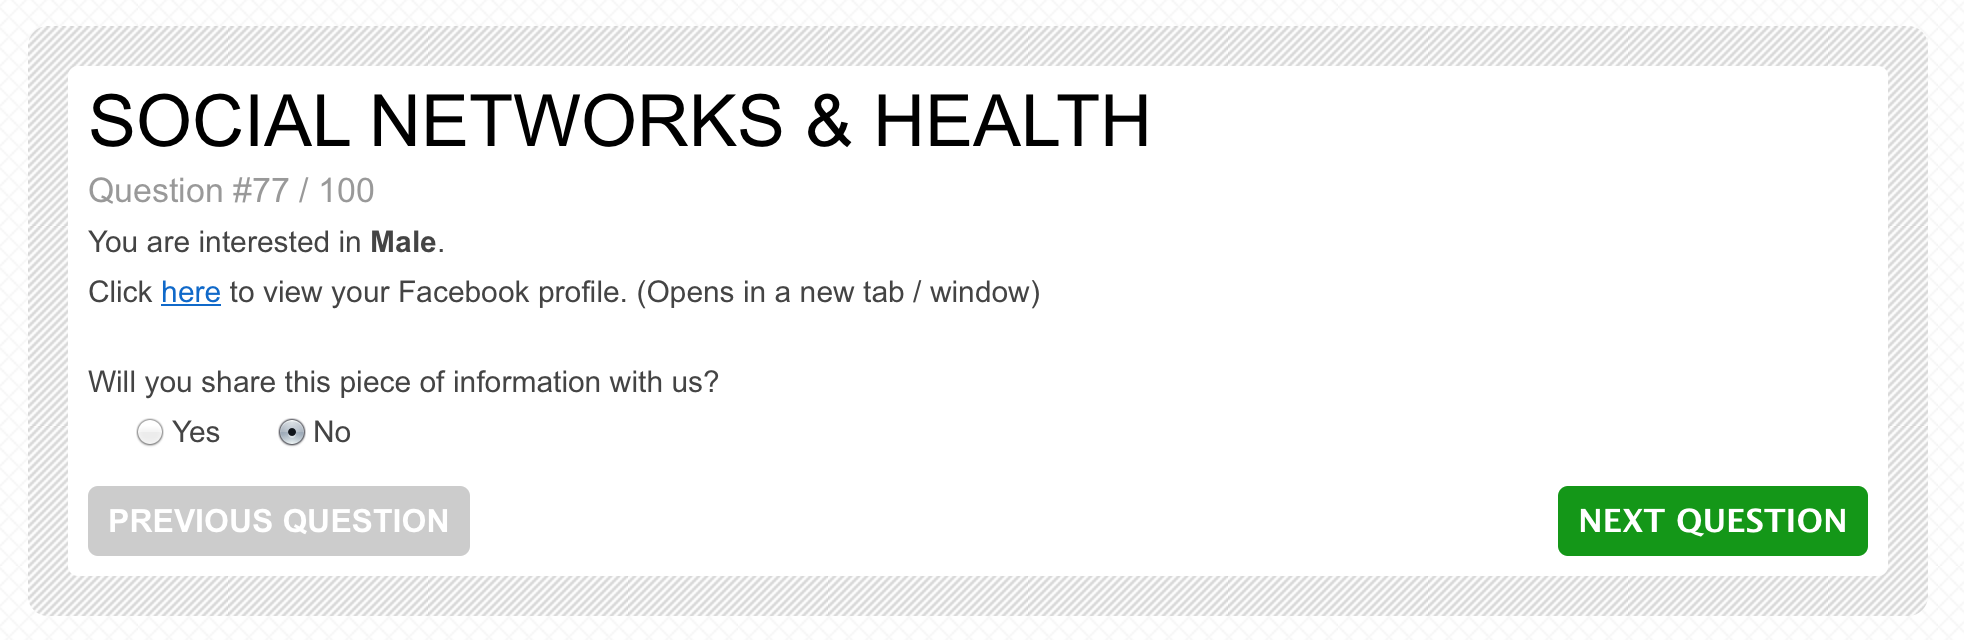 SOCIAL NETWORKS & HEALTH
Question #77 / 100
You are interested in Male.
Click here to view your Facebook profile. (Opens in a new tab / window)
Will you share this piece of information with us?
Yes No
PREVIOUS QUESTION NEXT QUESTION